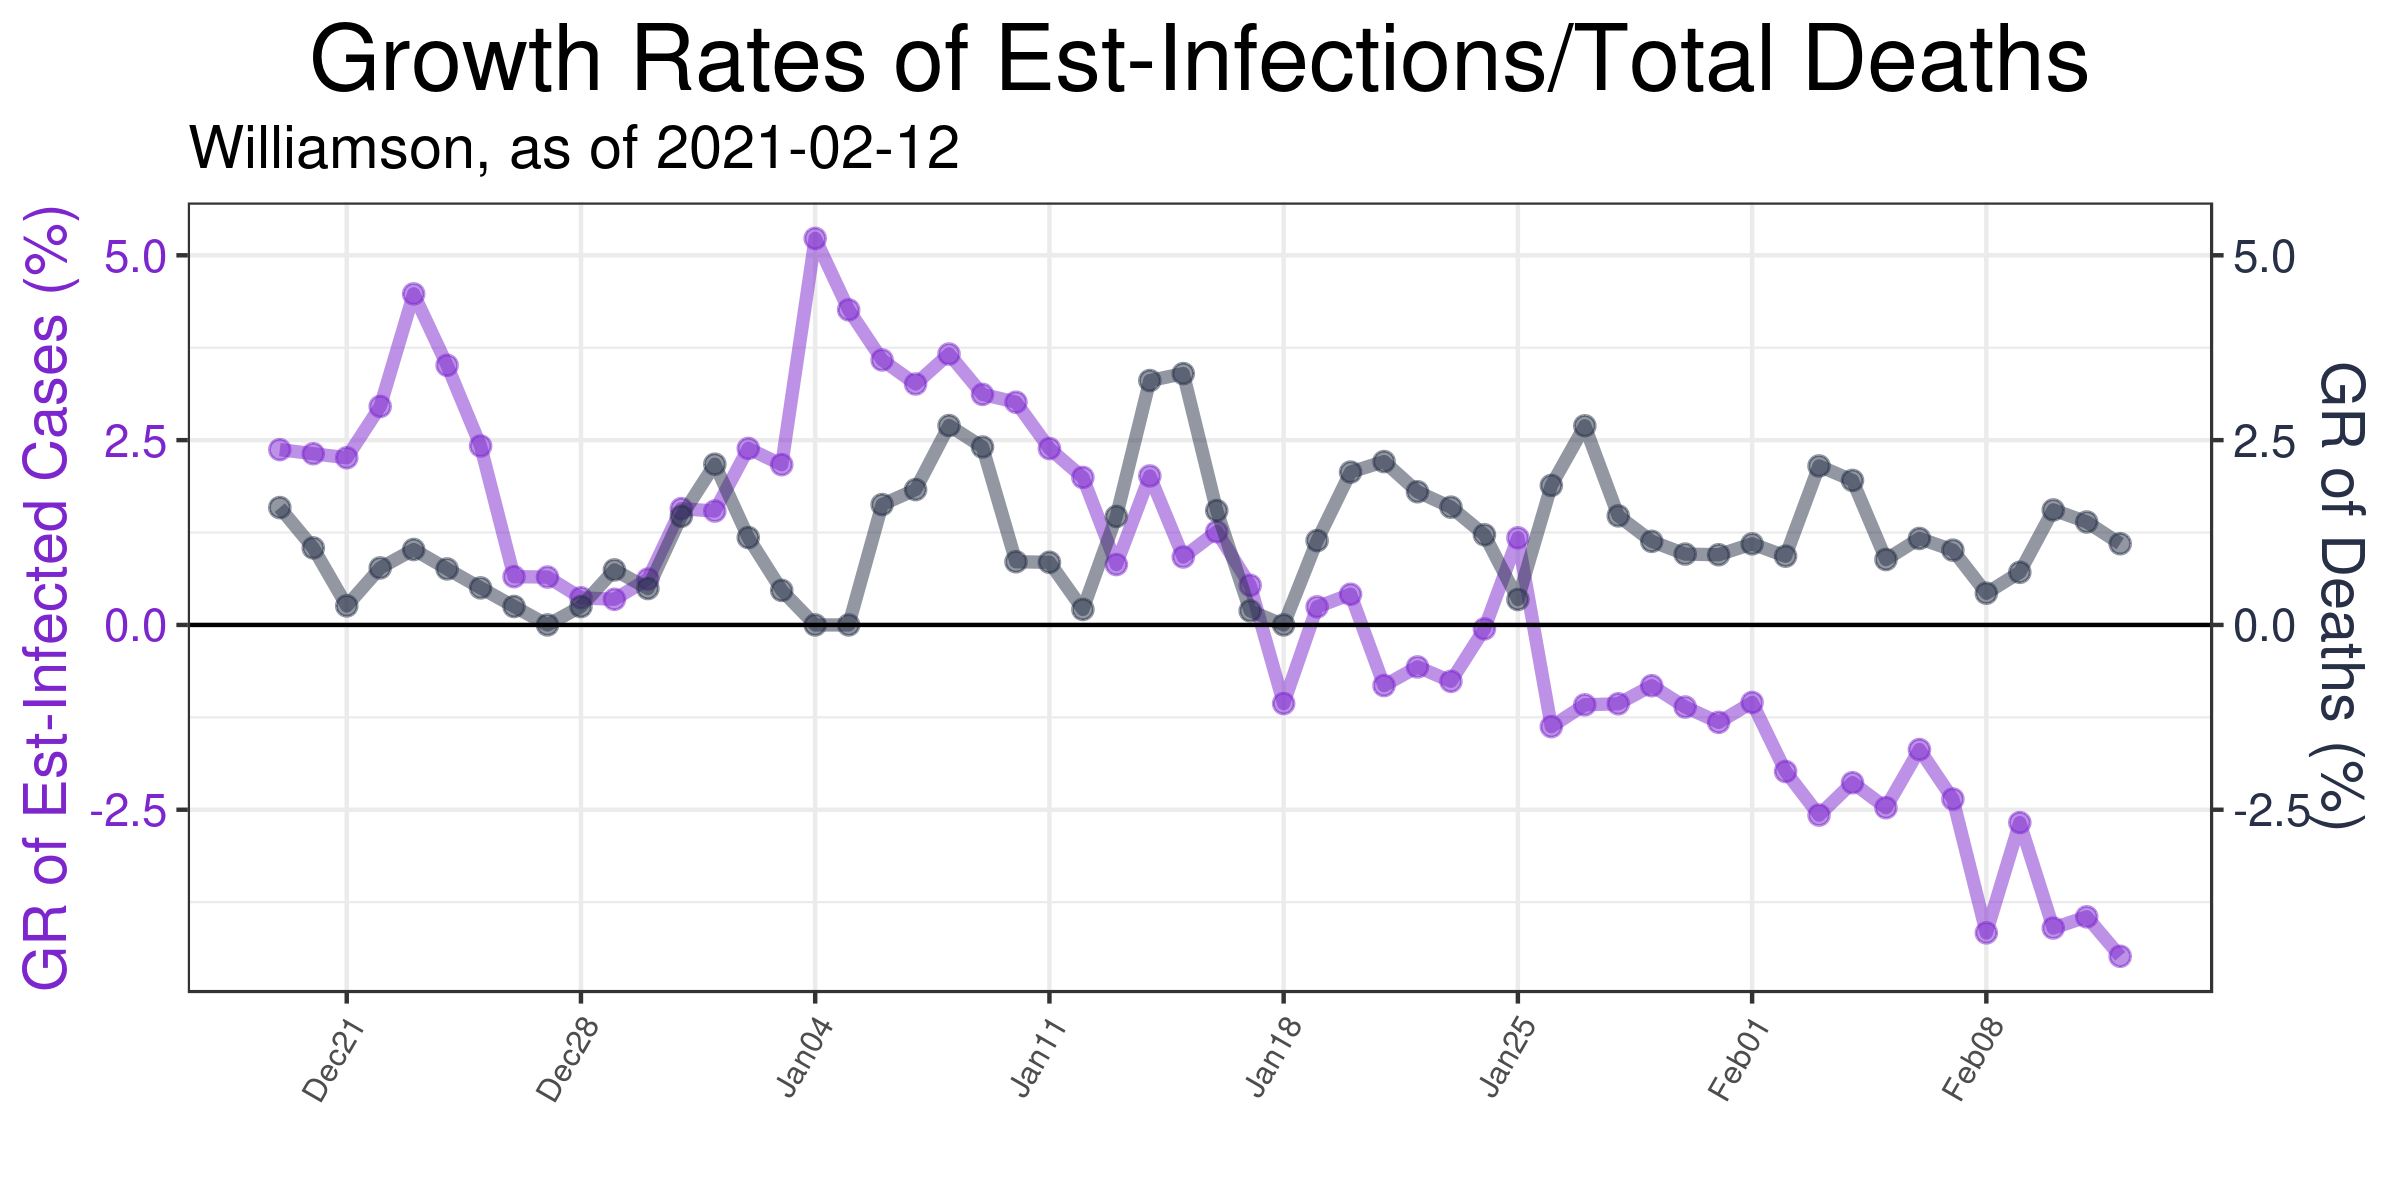 Growth Rates of Est-Infections/Total Deaths
Williamson, as of 2021-02-12
GR of Est-Infected Cases (%)
5.0
2.5
0.0
-2.5
5.0
2.5
0.0
-2.5
GR of Deaths (%)
Dec21
Dec28
Jan04
Jan11
Jan18
Jan25
Feb01
Feb08